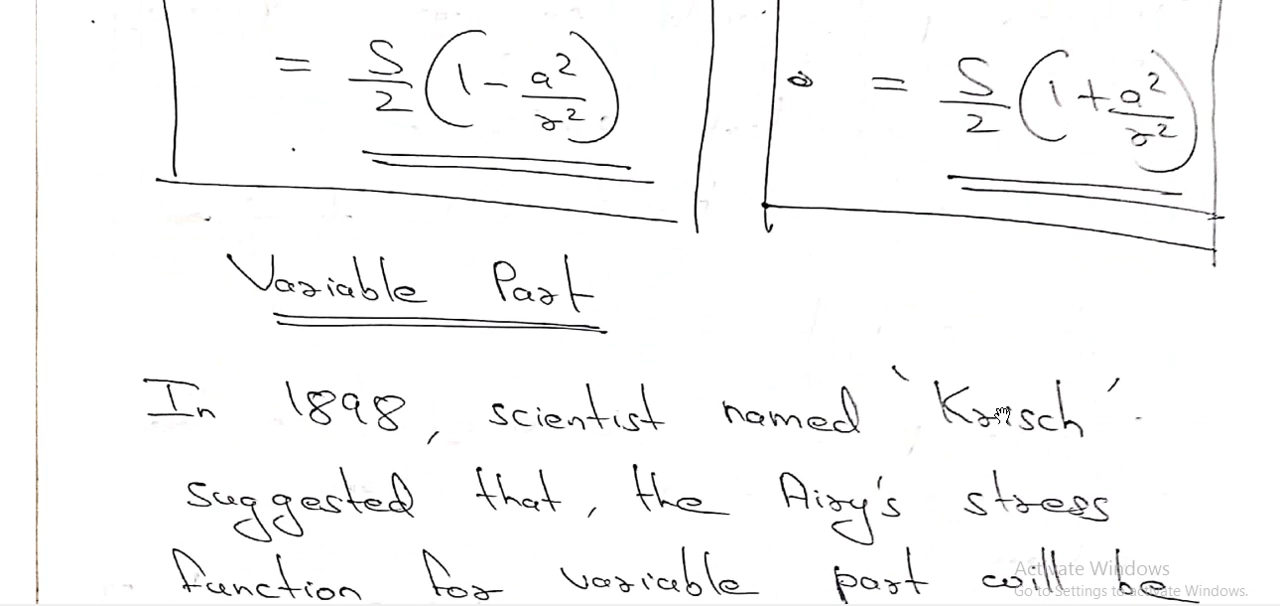 = S/2 (1 - a²/r²) = S/2 (1 + a²/r²)
Variable Part
In 1898, scientist named 'Krisch'
suggested that, the Airy's stress
function for variable part will be
Activate Windows
Go to Settings to activate Windows.